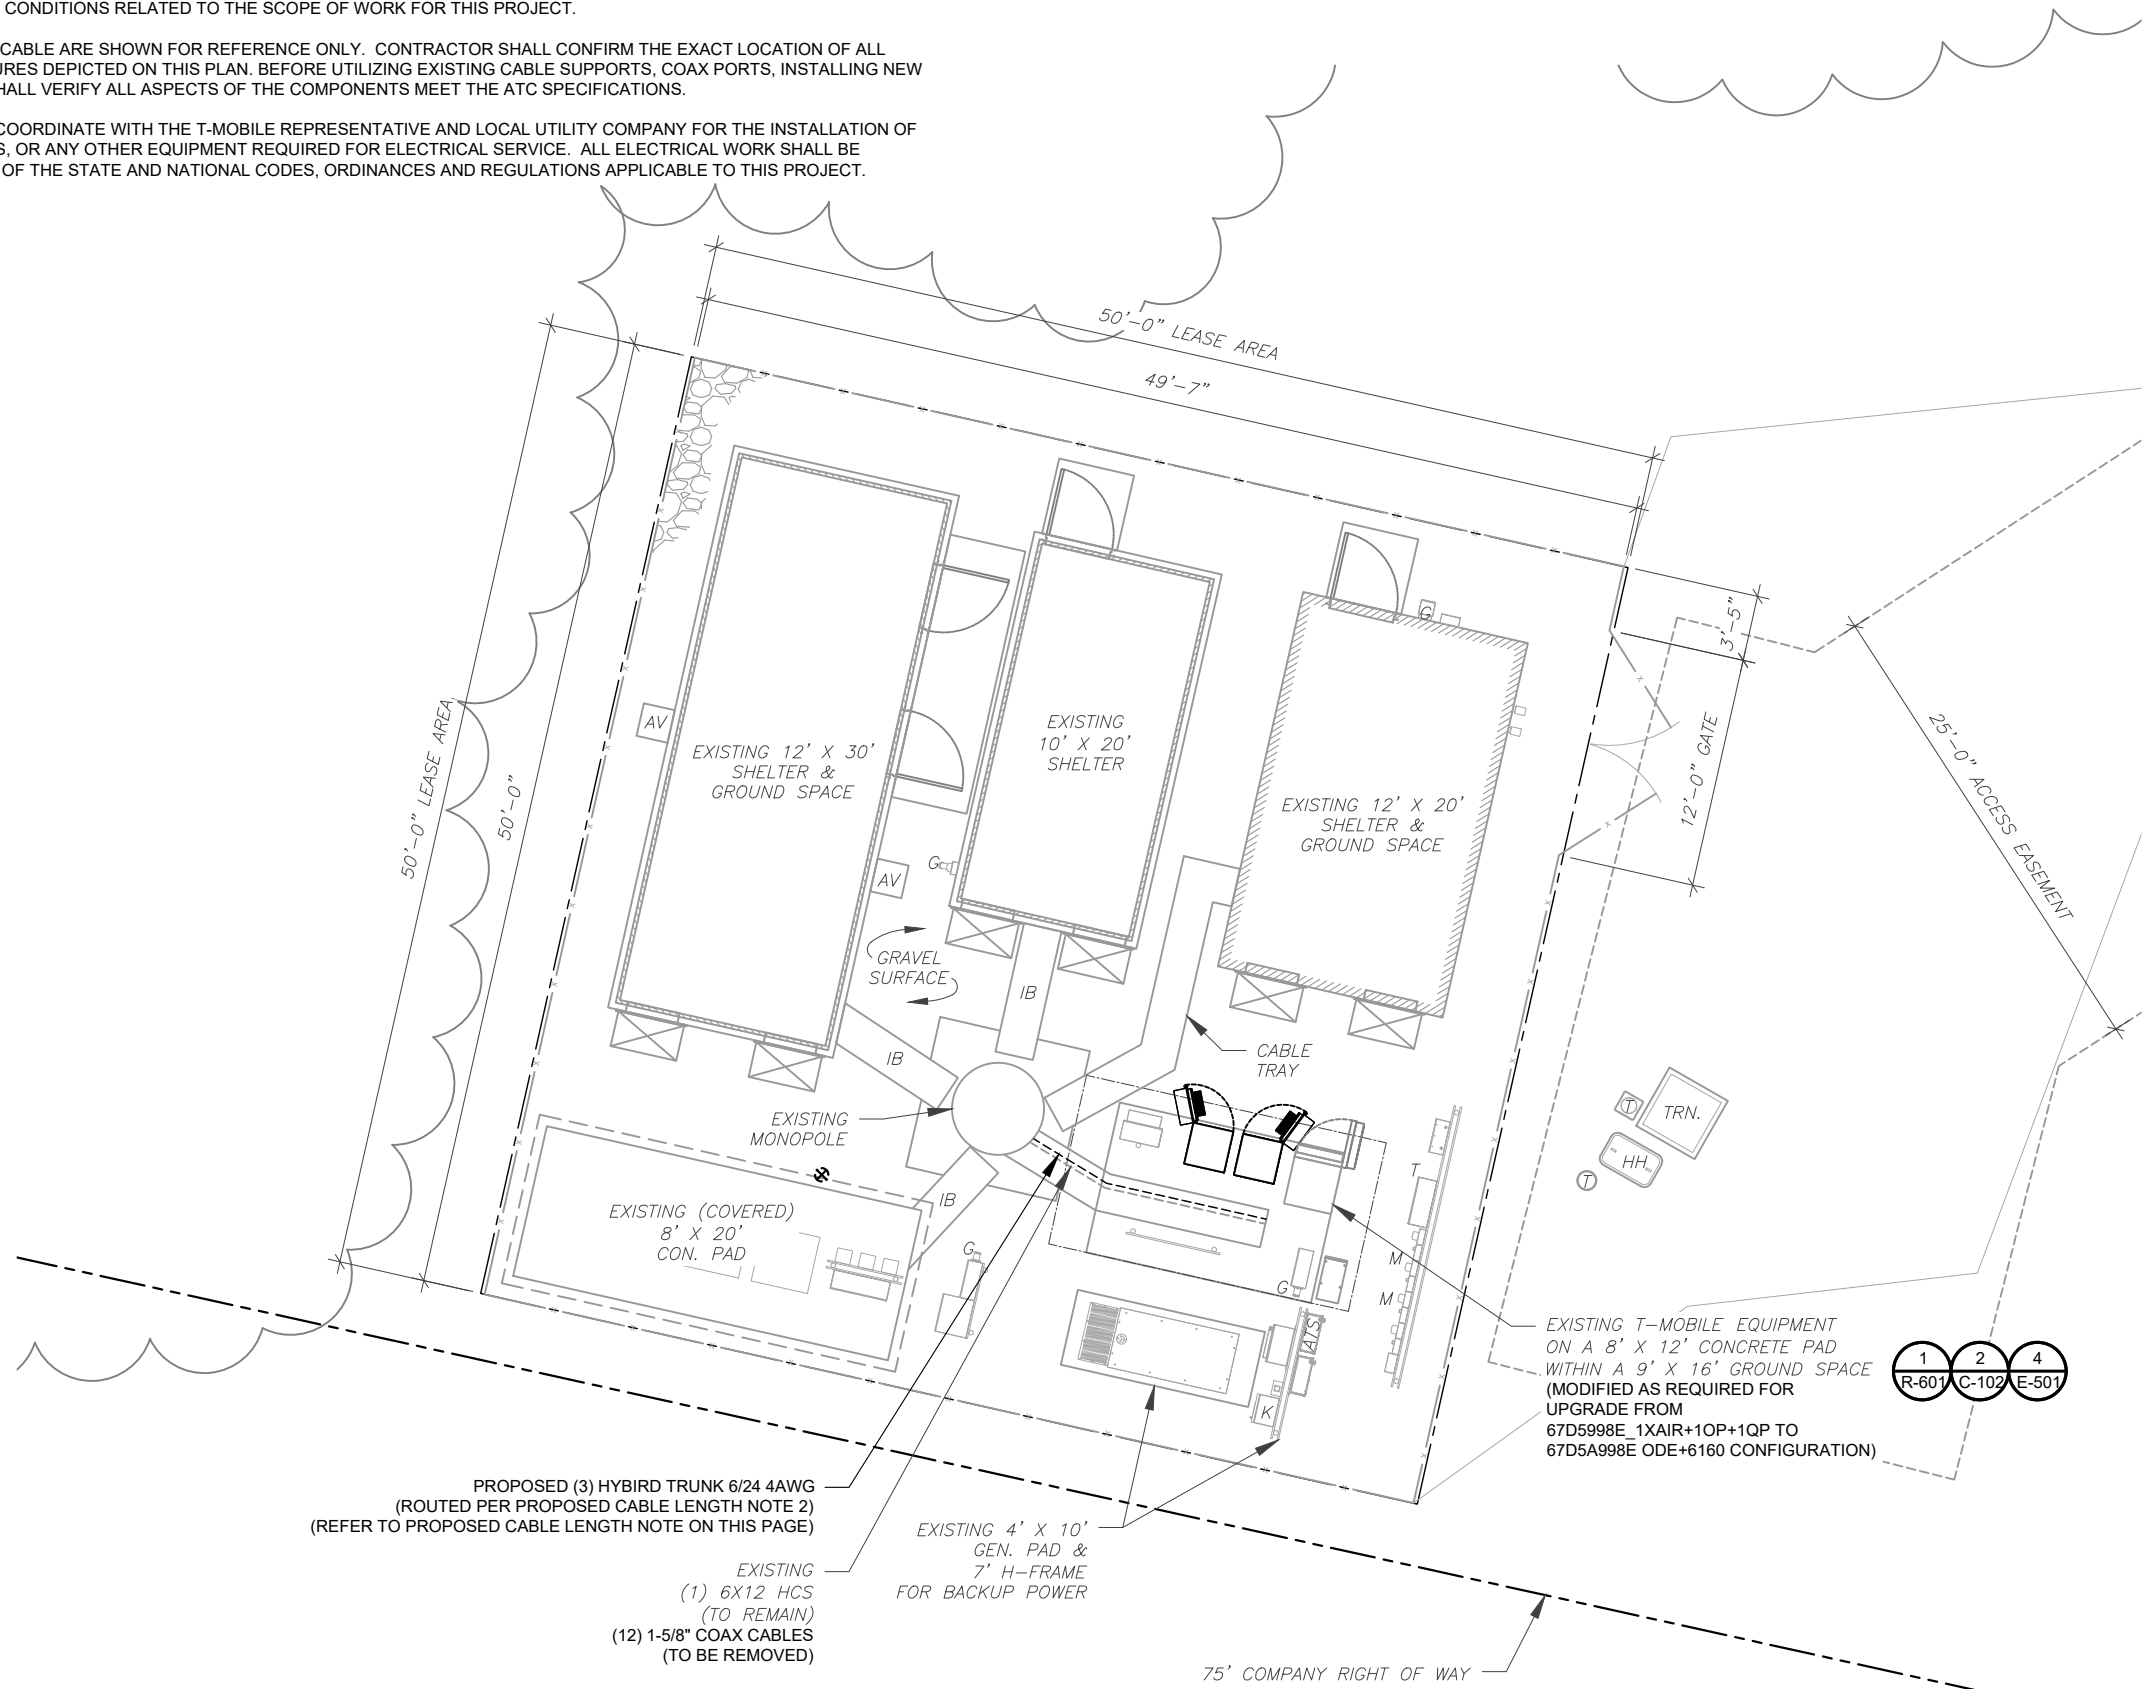 CONDITIONS RELATED TO THE SCOPE OF WORK FOR THIS PROJECT.
CABLE ARE SHOWN FOR REFERENCE ONLY. CONTRACTOR SHALL CONFIRM THE EXACT LOCATION OF ALL
URES DEPICTED ON THIS PLAN. BEFORE UTILIZING EXISTING CABLE SUPPORTS, COAX PORTS, INSTALLING NEW
HALL VERIFY ALL ASPECTS OF THE COMPONENTS MEET THE ATC SPECIFICATIONS.
COORDINATE WITH THE T-MOBILE REPRESENTATIVE AND LOCAL UTILITY COMPANY FOR THE INSTALLATION OF
S, OR ANY OTHER EQUIPMENT REQUIRED FOR ELECTRICAL SERVICE. ALL ELECTRICAL WORK SHALL BE
OF THE STATE AND NATIONAL CODES, ORDINANCES AND REGULATIONS APPLICABLE TO THIS PROJECT.
50'-0" LEASE AREA
49'-7"
50'-0" LEASE AREA
50'-0"
3'-5"
12'-0" GATE
25'-0" ACCESS EASEMENT
AV
EXISTING 12' X 30'
SHELTER &
GROUND SPACE
EXISTING
10' X 20'
SHELTER
G
EXISTING 12' X 20'
SHELTER &
GROUND SPACE
G
AV
GRAVEL
SURFACE
IB
IB
CABLE
TRAY
EXISTING
MONOPOLE
IB
EXISTING (COVERED)
8' X 20'
CON. PAD
G
G
T
M
M
ATS
K
T
TRN.
HH
T
EXISTING T-MOBILE EQUIPMENT
ON A 8' X 12' CONCRETE PAD
WITHIN A 9' X 16' GROUND SPACE
(MODIFIED AS REQUIRED FOR
UPGRADE FROM
67D5998E_1XAIR+1OP+1QP TO
67D5A998E ODE+6160 CONFIGURATION)
1
R-601
2
C-102
4
E-501
PROPOSED (3) HYBIRD TRUNK 6/24 4AWG
(ROUTED PER PROPOSED CABLE LENGTH NOTE 2)
(REFER TO PROPOSED CABLE LENGTH NOTE ON THIS PAGE)
EXISTING
(1) 6X12 HCS
(TO REMAIN)
(12) 1-5/8" COAX CABLES
(TO BE REMOVED)
EXISTING 4' X 10'
GEN. PAD &
7' H-FRAME
FOR BACKUP POWER
75' COMPANY RIGHT OF WAY